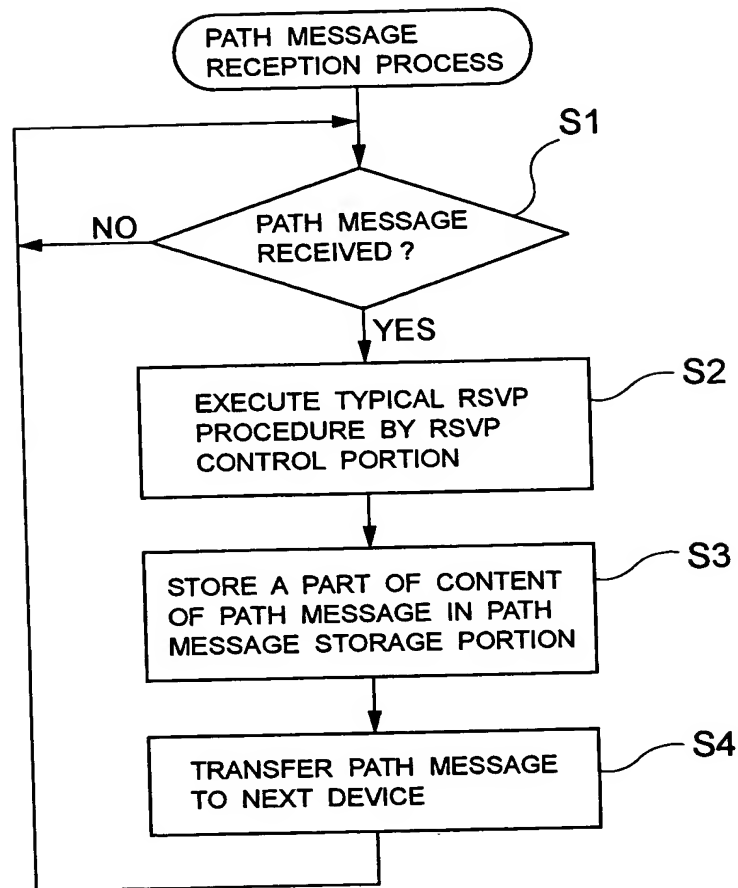 PATH MESSAGE
RECEPTION PROCESS
S1
PATH MESSAGE
RECEIVED ?
NO
YES
S2
EXECUTE TYPICAL RSVP
PROCEDURE BY RSVP
CONTROL PORTION
S3
STORE A PART OF CONTENT
OF PATH MESSAGE IN PATH
MESSAGE STORAGE PORTION
S4
TRANSFER PATH MESSAGE
TO NEXT DEVICE